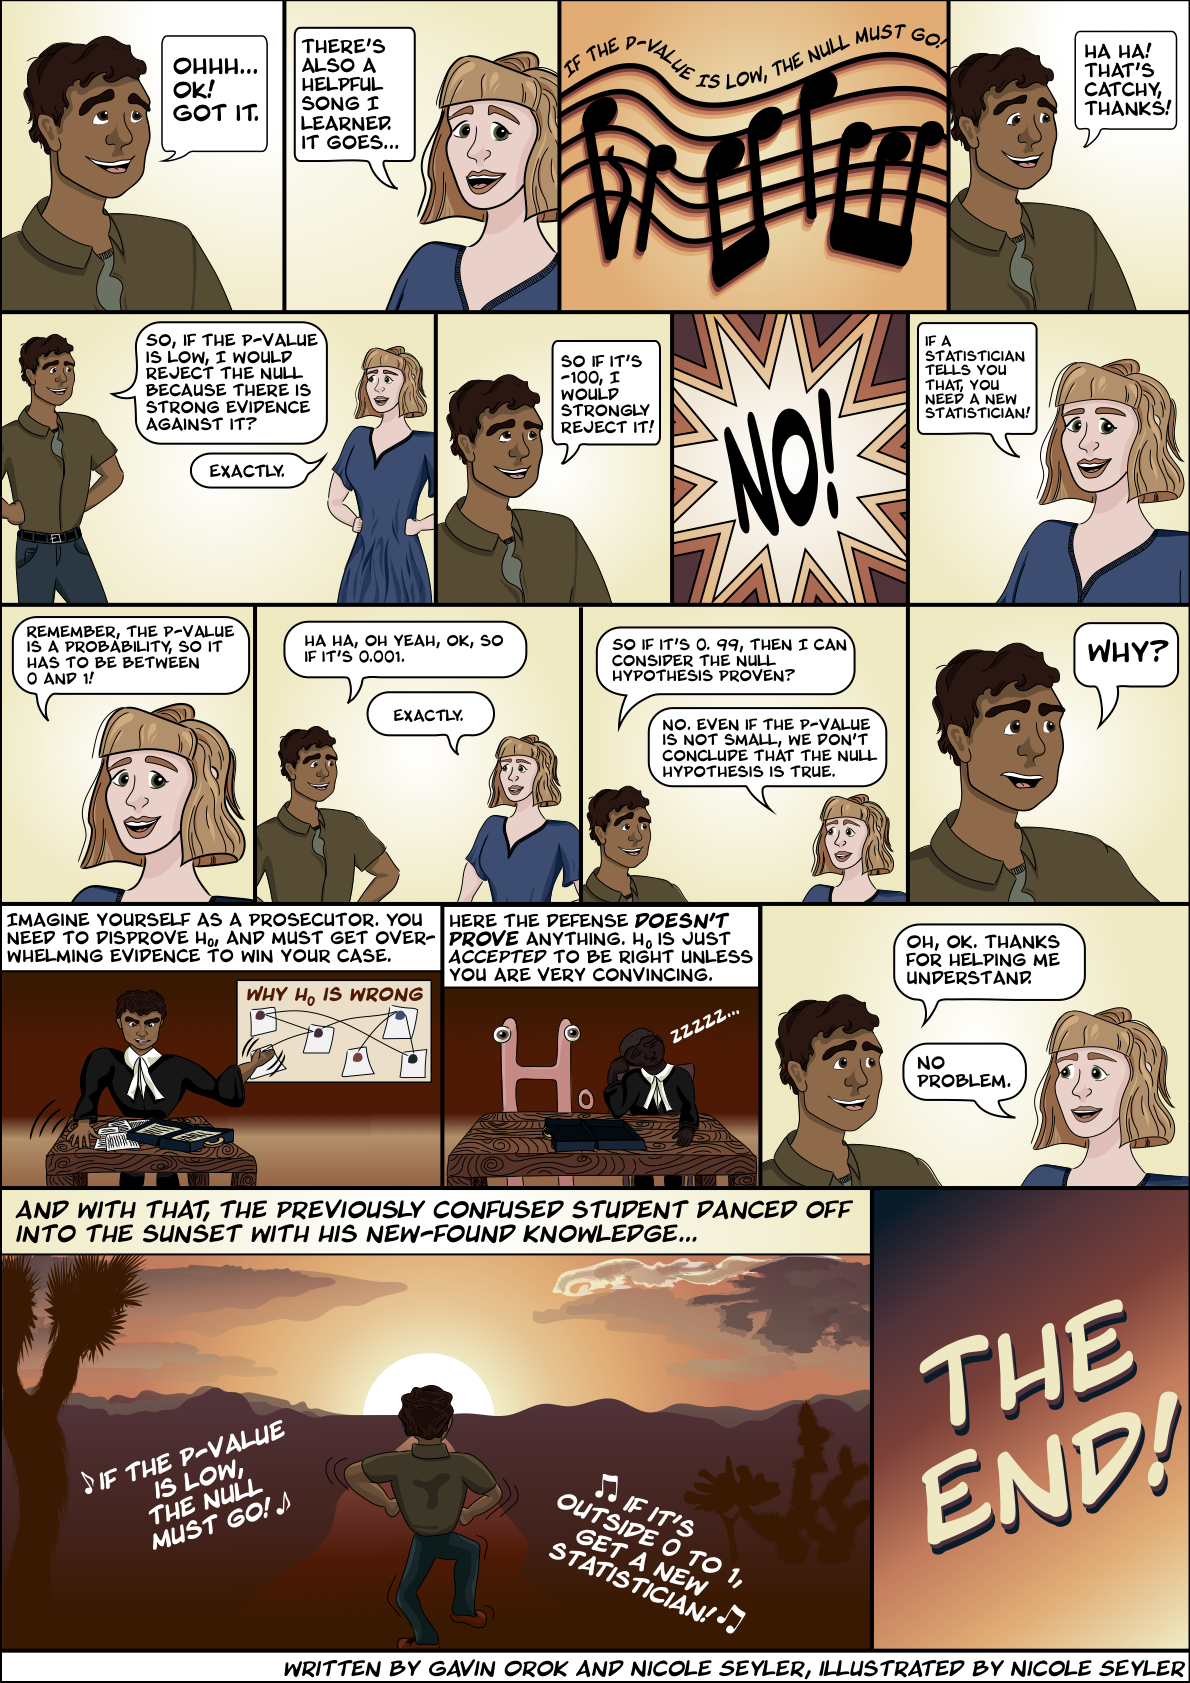 OHHH...
OK!
GOT IT.
THERE'S
ALSO A
HELPFUL
SONG I
LEARNED.
IT GOES...
IF THE P-VALUE IS LOW, THE NULL MUST GO!
HA HA!
THAT'S
CATCHY,
THANKS!
SO, IF THE P-VALUE
IS LOW, I WOULD
REJECT THE NULL
BECAUSE THERE IS
STRONG EVIDENCE
AGAINST IT?
EXACTLY.
SO IF IT'S
-100, I
WOULD
STRONGLY
REJECT IT!
NO!
IF A
STATISTICIAN
TELLS YOU
THAT, YOU
NEED A NEW
STATISTICIAN!
REMEMBER, THE P-VALUE
IS A PROBABILITY, SO IT
HAS TO BE BETWEEN
0 AND 1!
HA HA, OH YEAH, OK, SO
IF IT'S 0.001.
EXACTLY.
SO IF IT'S 0. 99, THEN I CAN
CONSIDER THE NULL
HYPOTHESIS PROVEN?
NO. EVEN IF THE P-VALUE
IS NOT SMALL, WE DON'T
CONCLUDE THAT THE NULL
HYPOTHESIS IS TRUE.
WHY?
IMAGINE YOURSELF AS A PROSECUTOR. YOU
NEED TO DISPROVE H₀, AND MUST GET OVER-
WHELMING EVIDENCE TO WIN YOUR CASE.
WHY H₀ IS WRONG
HERE THE DEFENSE DOESN'T
PROVE ANYTHING. H₀ IS JUST
ACCEPTED TO BE RIGHT UNLESS
YOU ARE VERY CONVINCING.
ZZZZZ...
H₀
OH, OK. THANKS
FOR HELPING ME
UNDERSTAND.
NO
PROBLEM.
AND WITH THAT, THE PREVIOUSLY CONFUSED STUDENT DANCED OFF
INTO THE SUNSET WITH HIS NEW-FOUND KNOWLEDGE...
♪ IF THE P-VALUE
IS LOW,
THE NULL
MUST GO! ♪
♫ IF IT'S
OUTSIDE 0 TO 1,
GET A NEW
STATISTICIAN! ♫
THE
END!
WRITTEN BY GAVIN OROK AND NICOLE SEYLER, ILLUSTRATED BY NICOLE SEYLER